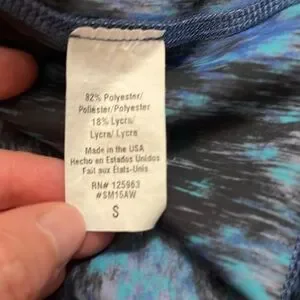 82% Polyester/
Poliéster/Polyester
18% Lycra/
Lycra/ Lycra
Made in the USA
Hecho en Estados Unidos
Fait aux États-Unis
RN# 125963
#SM15AW
S